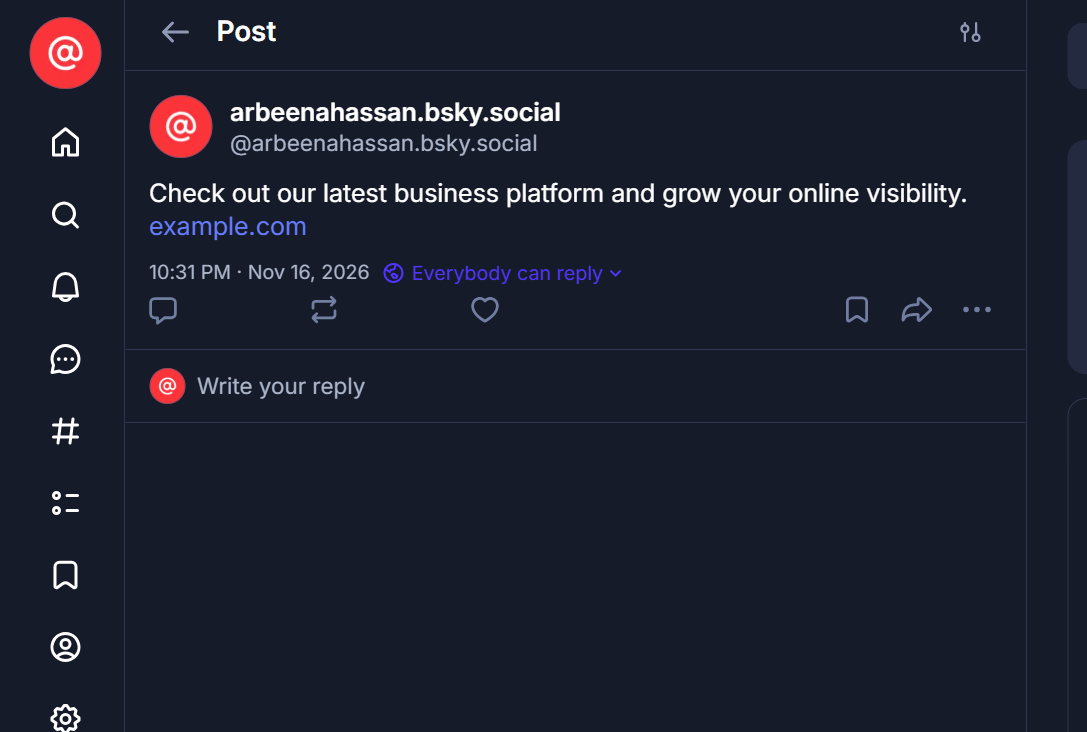 Post
arbeenahassan.bsky.social
@arbeenahassan.bsky.social
Check out our latest business platform and grow your online visibility.
example.com
10:31 PM · Nov 16, 2026 Everybody can reply
Write your reply